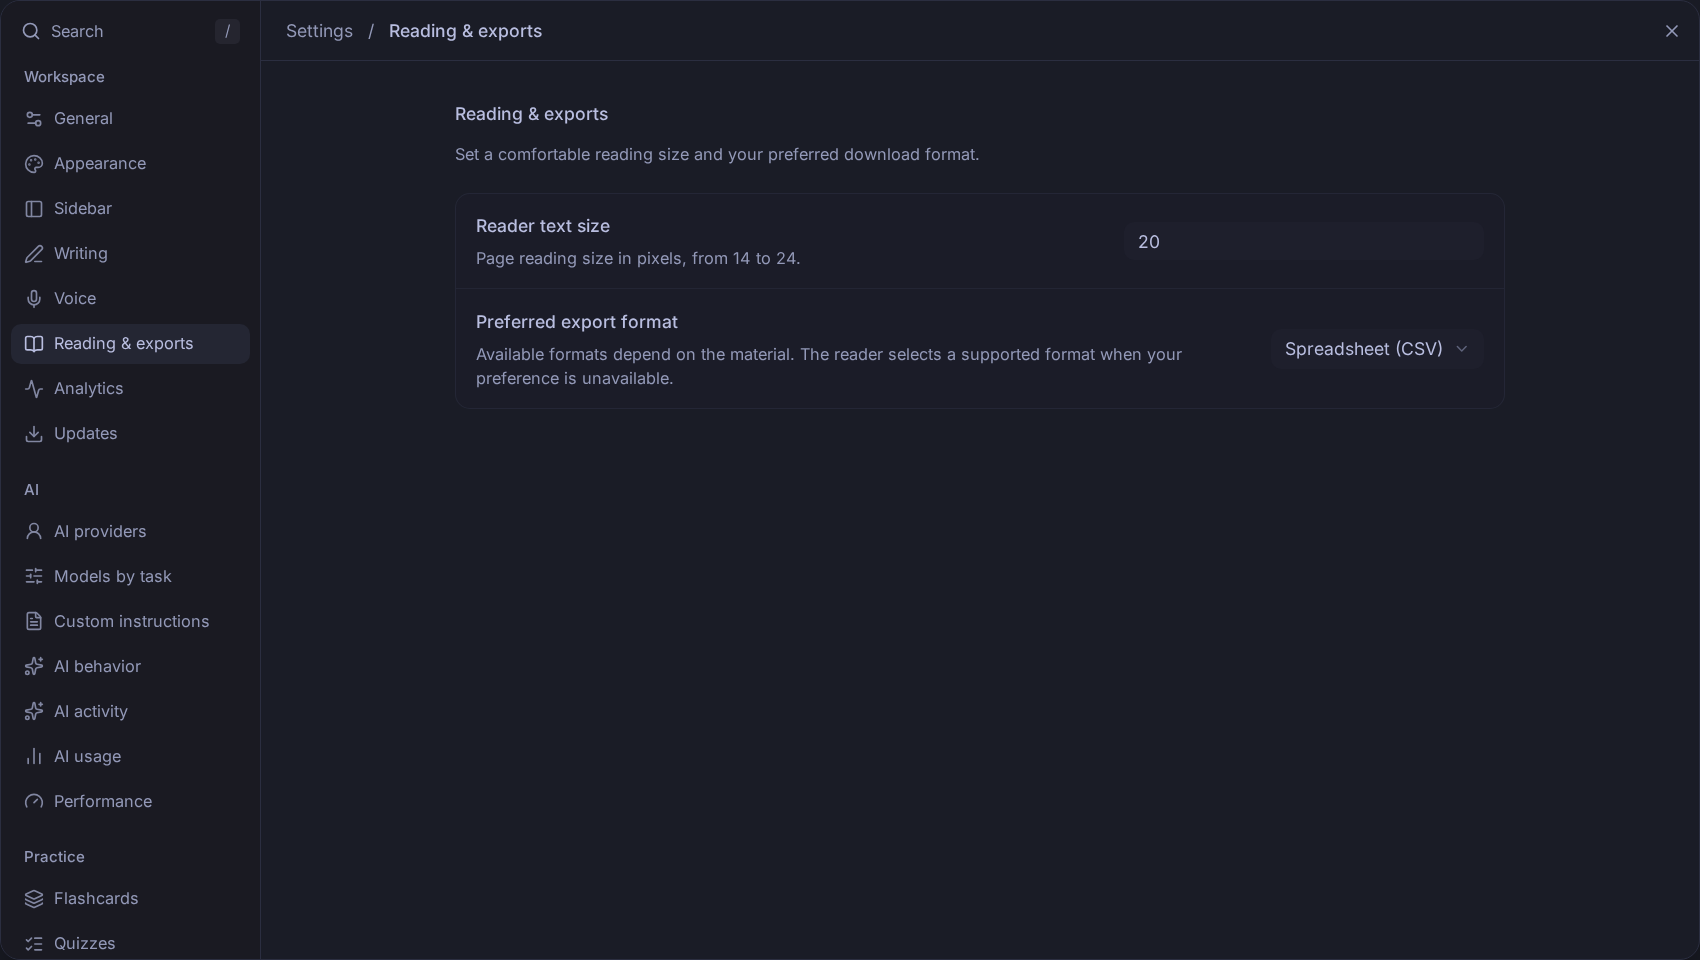 Search
/
Workspace
General
Appearance
Sidebar
Writing
Voice
Reading & exports
Analytics
Updates
AI
AI providers
Models by task
Custom instructions
AI behavior
AI activity
AI usage
Performance
Practice
Flashcards
Quizzes
Settings / Reading & exports
Reading & exports
Set a comfortable reading size and your preferred download format.
Reader text size
Page reading size in pixels, from 14 to 24.
20
Preferred export format
Available formats depend on the material. The reader selects a supported format when your
preference is unavailable.
Spreadsheet (CSV)